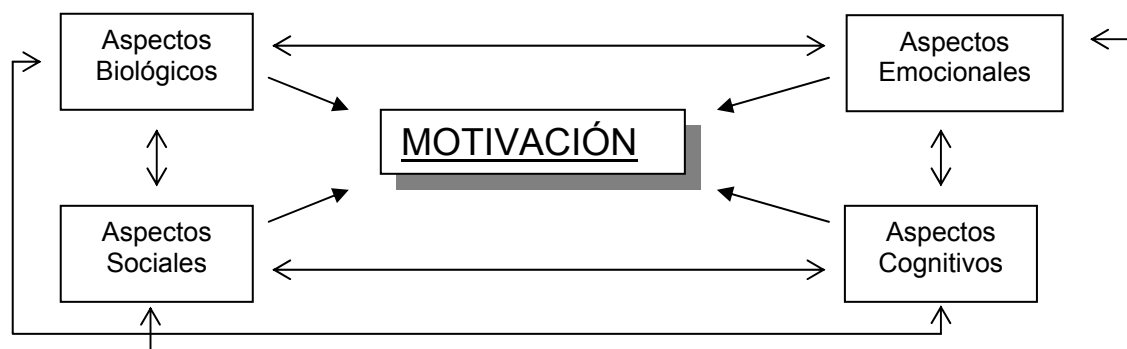 Aspectos
Biológicos
Aspectos
Emocionales
MOTIVACIÓN
Aspectos
Sociales
Aspectos
Cognitivos